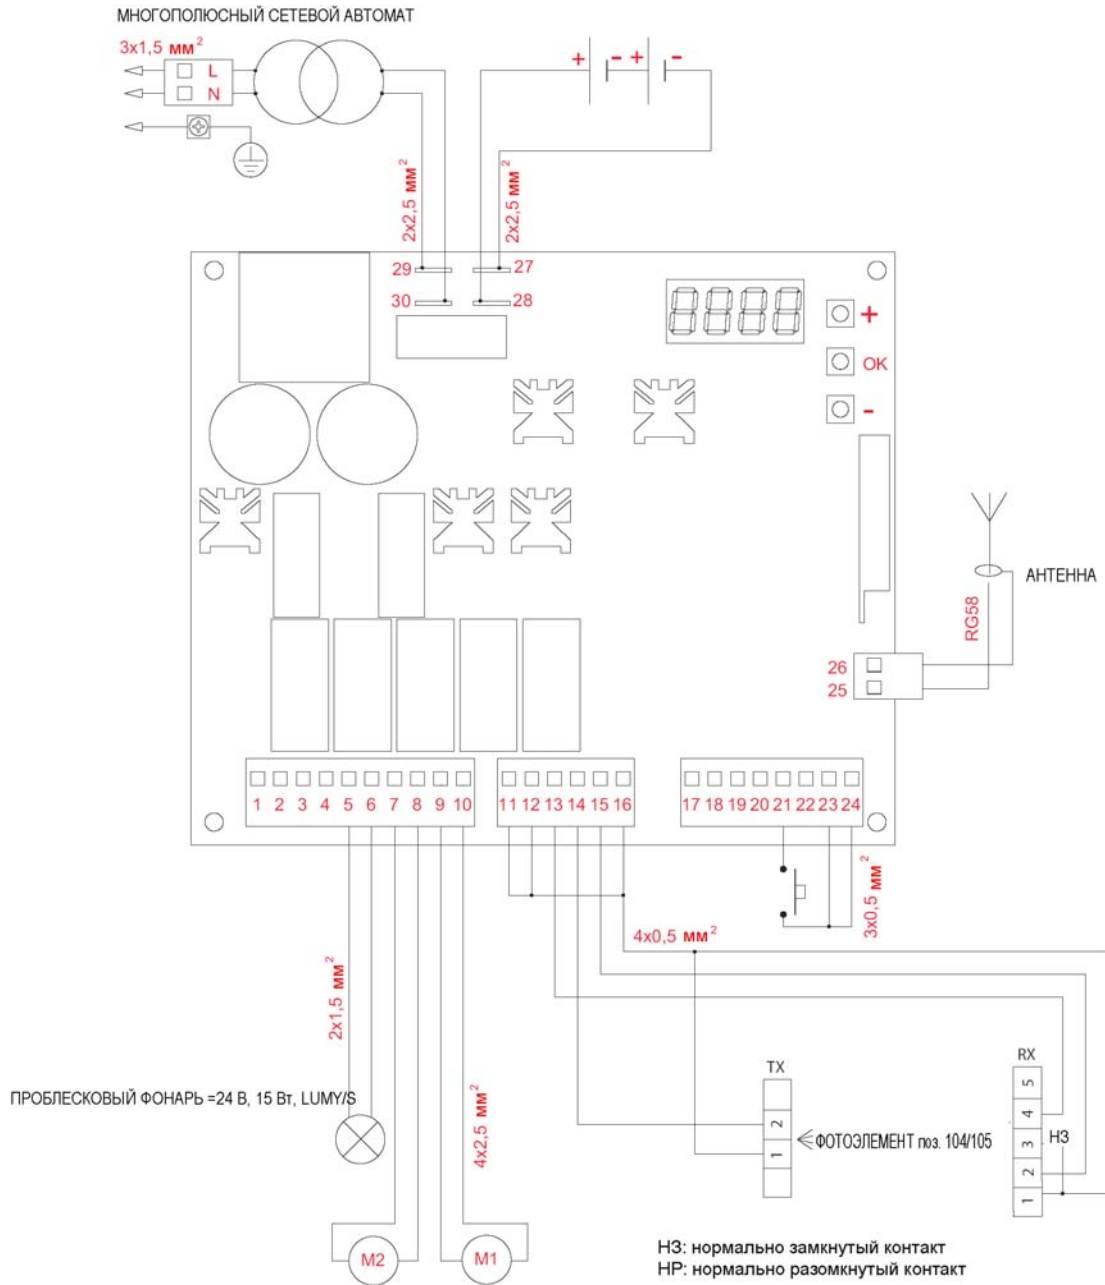 МНОГОПОЛЮСНЫЙ СЕТЕВОЙ АВТОМАТ
3x1,5 мм²
L
N
+ - + -
2x2,5 мм²
2x2,5 мм²
29
27
30
28
+
OK
-
АНТЕННА
RG58
26
25
1 2 3 4 5 6 7 8 9 10
11 12 13 14 15 16
17 18 19 20 21 22 23 24
3x0,5 мм²
4x0,5 мм²
2x1,5 мм²
4x2,5 мм²
TX
2
1
RX
5
4
3
2
1
НЗ
ПРОБЛЕСКОВЫЙ ФОНАРЬ =24 В, 15 Вт, LUMY/S
ФОТОЭЛЕМЕНТ поз. 104/105
M2
M1
НЗ: нормально замкнутый контакт
НР: нормально разомкнутый контакт